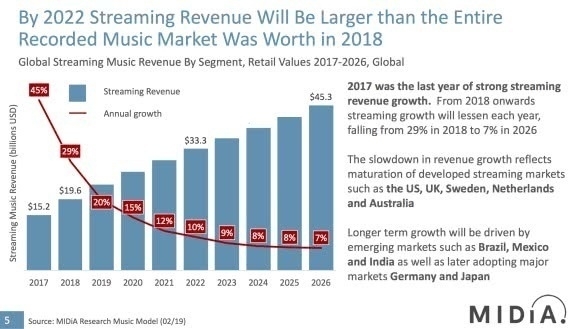 By 2022 Streaming Revenue Will Be Larger than the Entire
Recorded Music Market Was Worth in 2018
Global Streaming Music Revenue By Segment, Retail Values 2017-2026, Global
Streaming Music Revenue (billions USD)
Streaming Revenue
Annual growth
45%
29%
20%
15%
12%
10%
9%
8%
8%
7%
$15.2
$19.6
$33.3
$45.3
2017 2018 2019 2020 2021 2022 2023 2024 2025 2026
2017 was the last year of strong streaming
revenue growth. From 2018 onwards
streaming growth will lessen each year,
falling from 29% in 2018 to 7% in 2026
The slowdown in revenue growth reflects
maturation of developed streaming markets
such as the US, UK, Sweden, Netherlands
and Australia
Longer term growth will be driven by
emerging markets such as Brazil, Mexico
and India as well as later adopting major
markets Germany and Japan
5
Source: MIDiA Research Music Model (02/19)
MIDiA.